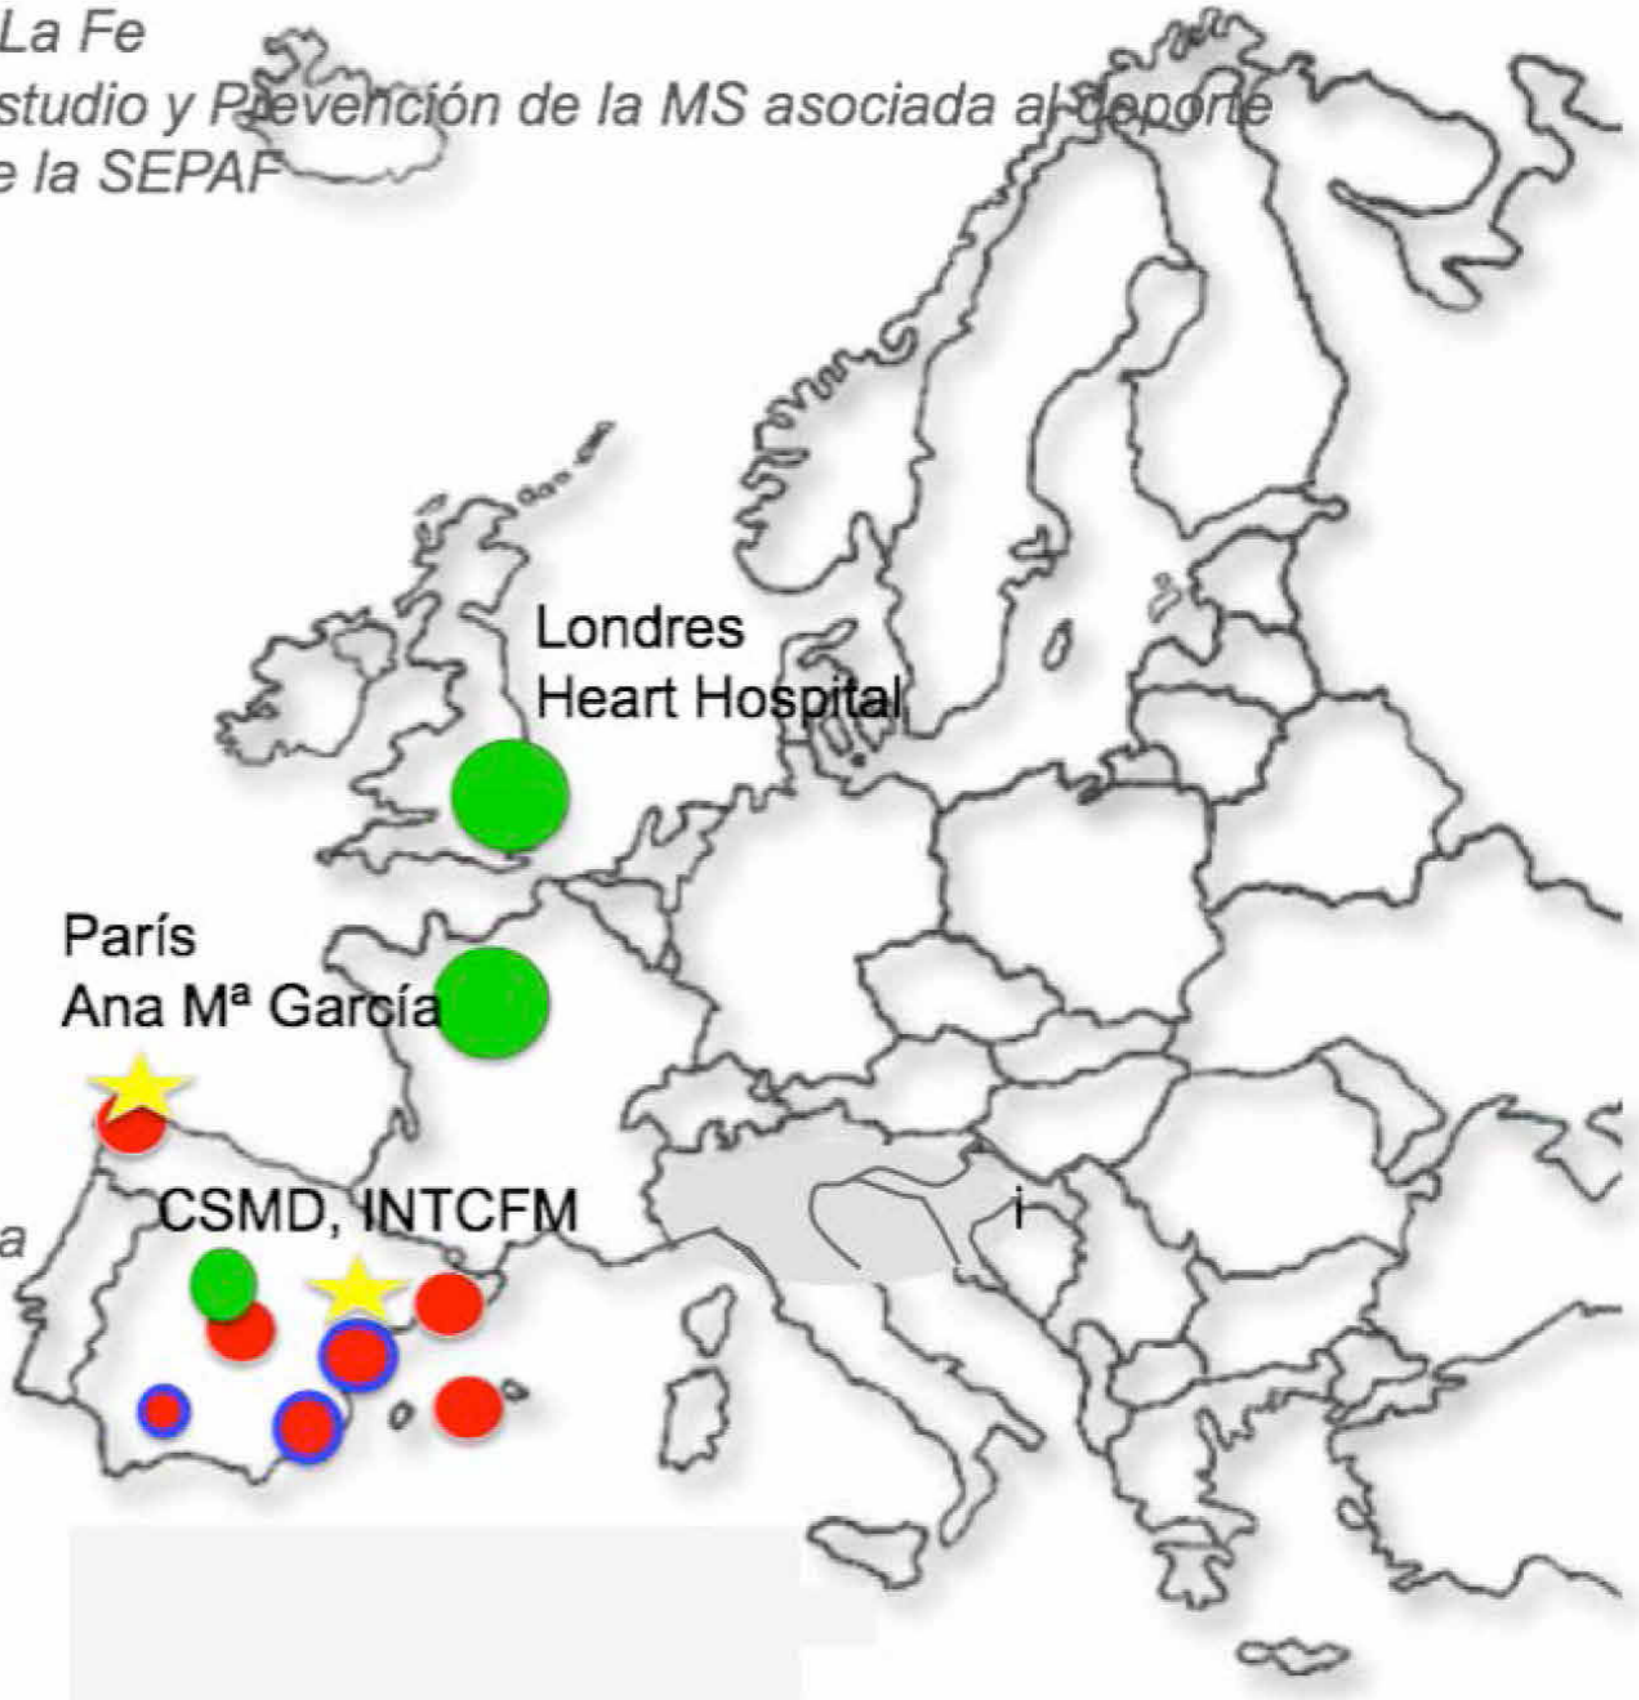 La Fe
studio y Prevención de la MS asociada al deporte
e la SEPAF
Londres
Heart Hospital
París
Ana Mª García
CSMD, INTCFM
i
a